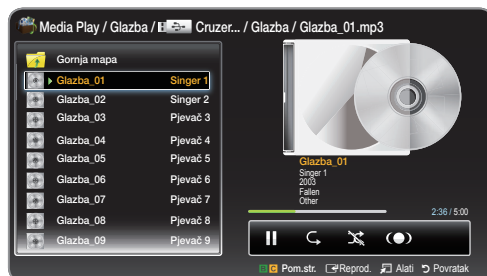 Media Play / Glazba / E Cruzer... / Glazba / Glazba_01.mp3
Gornja mapa
Glazba_01 Singer 1
Glazba_02 Singer 2
Glazba_03 Pjevač 3
Glazba_04 Pjevač 4
Glazba_05 Pjevač 5
Glazba_06 Pjevač 6
Glazba_07 Pjevač 7
Glazba_08 Pjevač 8
Glazba_09 Pjevač 9
Glazba_01
Singer 1
2003
Fallen
Other
2:36 / 5:00
B C Pom.str. Reprod. Alati Povratak